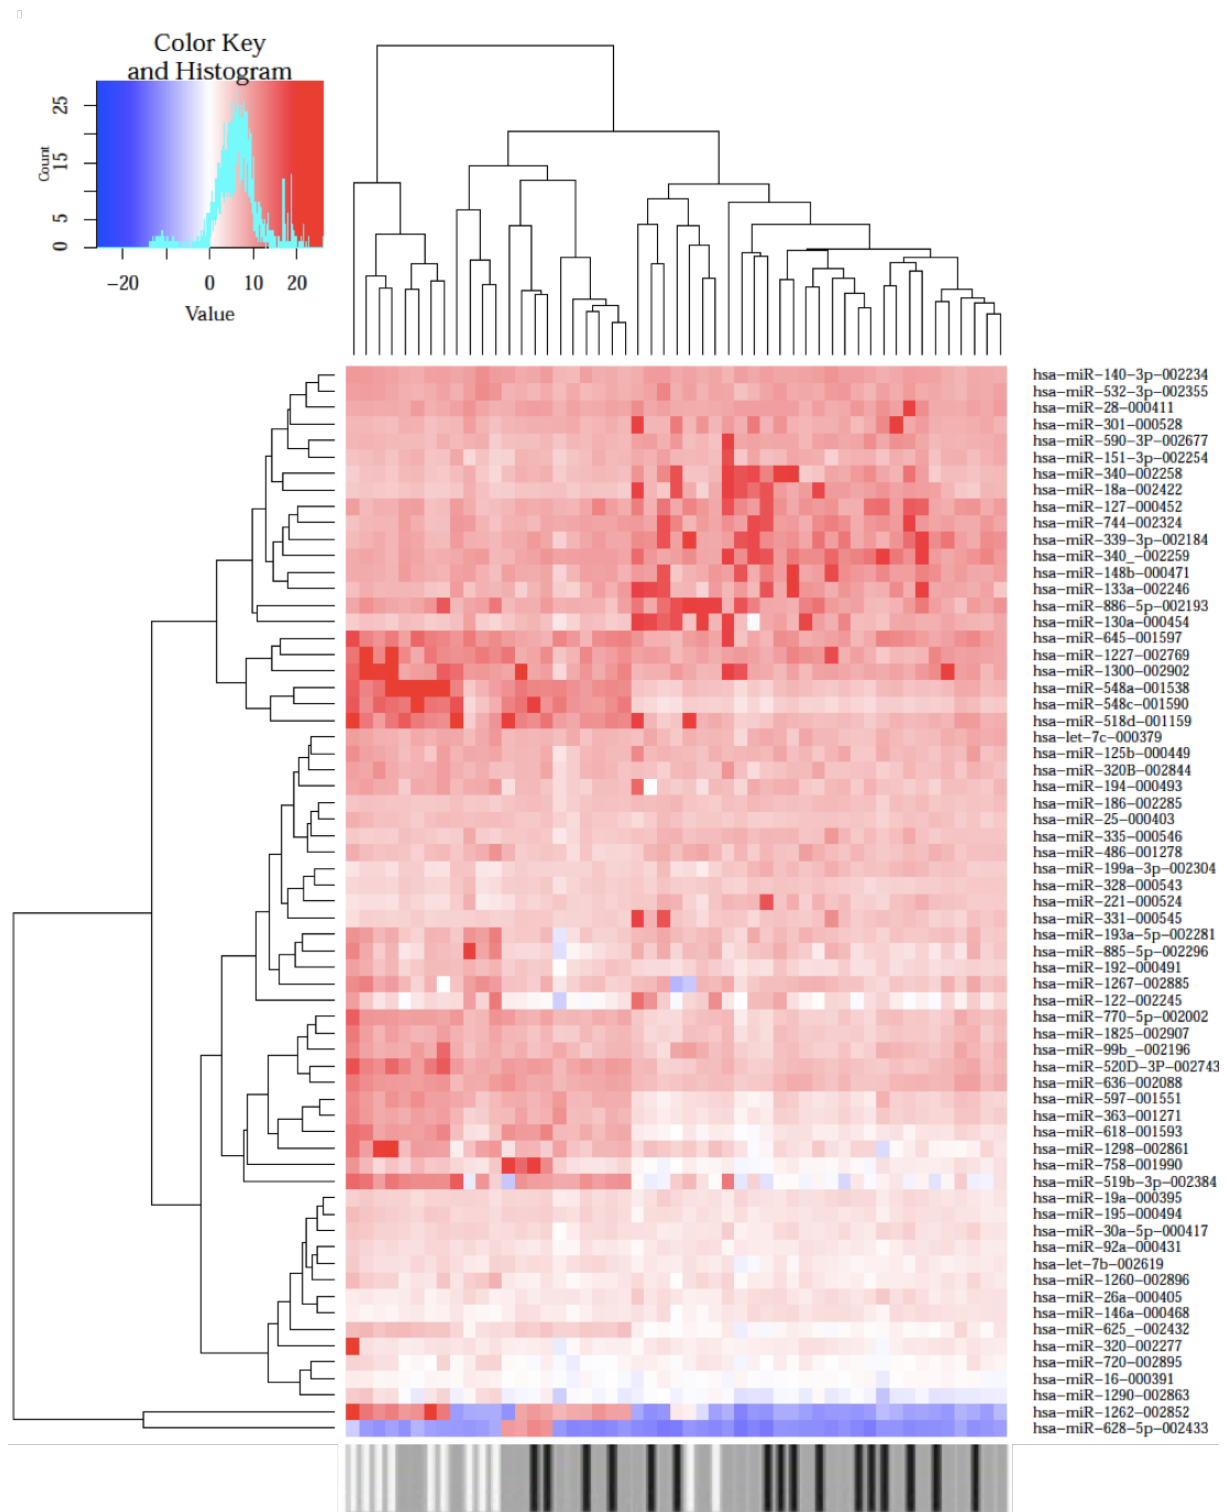 Color Key
and Histogram
Count
0 5 15 25
−20 0 10 20
Value
hsa−miR−140−3p−002234
hsa−miR−532−3p−002355
hsa−miR−28−000411
hsa−miR−301−000528
hsa−miR−590−3P−002677
hsa−miR−151−3p−002254
hsa−miR−340−002258
hsa−miR−18a−002422
hsa−miR−127−000452
hsa−miR−744−002324
hsa−miR−339−3p−002184
hsa−miR−340_−002259
hsa−miR−148b−000471
hsa−miR−133a−002246
hsa−miR−886−5p−002193
hsa−miR−130a−000454
hsa−miR−645−001597
hsa−miR−1227−002769
hsa−miR−1300−002902
hsa−miR−548a−001538
hsa−miR−548c−001590
hsa−miR−518d−001159
hsa−let−7c−000379
hsa−miR−125b−000449
hsa−miR−320B−002844
hsa−miR−194−000493
hsa−miR−186−002285
hsa−miR−25−000403
hsa−miR−335−000546
hsa−miR−486−001278
hsa−miR−199a−3p−002304
hsa−miR−328−000543
hsa−miR−221−000524
hsa−miR−331−000545
hsa−miR−193a−5p−002281
hsa−miR−885−5p−002296
hsa−miR−192−000491
hsa−miR−1267−002885
hsa−miR−122−002245
hsa−miR−770−5p−002002
hsa−miR−1825−002907
hsa−miR−99b_−002196
hsa−miR−520D−3P−002743
hsa−miR−636−002088
hsa−miR−597−001551
hsa−miR−363−001271
hsa−miR−618−001593
hsa−miR−1298−002861
hsa−miR−758−001990
hsa−miR−519b−3p−002384
hsa−miR−19a−000395
hsa−miR−195−000494
hsa−miR−30a−5p−000417
hsa−miR−92a−000431
hsa−let−7b−002619
hsa−miR−1260−002896
hsa−miR−26a−000405
hsa−miR−146a−000468
hsa−miR−625_−002432
hsa−miR−320−002277
hsa−miR−720−002895
hsa−miR−16−000391
hsa−miR−1290−002863
hsa−miR−1262−002852
hsa−miR−628−5p−002433